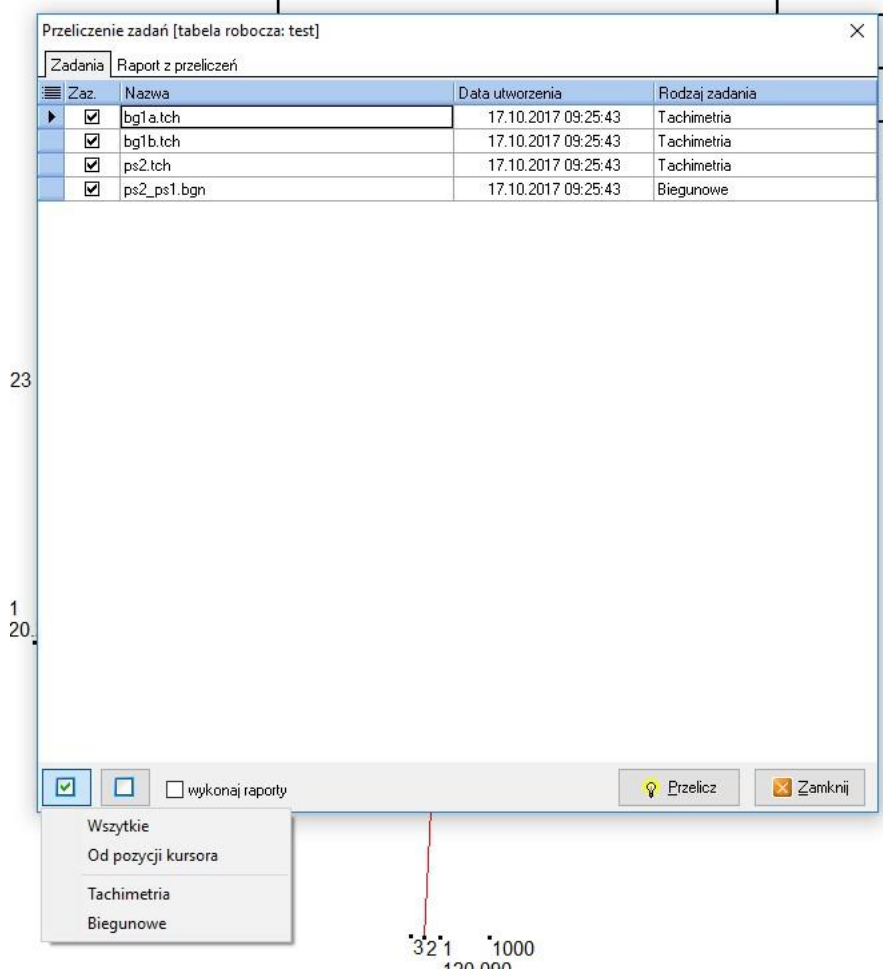 Przeliczenie zadań [tabela robocza: test]
Zadania Raport z przeliczeń
Zaz. Nazwa Data utworzenia Rodzaj zadania
bg1a.tch 17.10.2017 09:25:43 Tachimetria
bg1b.tch 17.10.2017 09:25:43 Tachimetria
ps2.tch 17.10.2017 09:25:43 Tachimetria
ps2_ps1.bgn 17.10.2017 09:25:43 Biegunowe
23
1
20.
wykonaj raporty Przelicz Zamknij
Wszytkie
Od pozycji kursora
Tachimetria
Biegunowe
32 1 1000